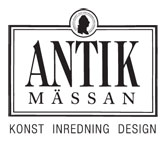 ANTIK
MÄSSAN
KONST INREDNING DESIGN